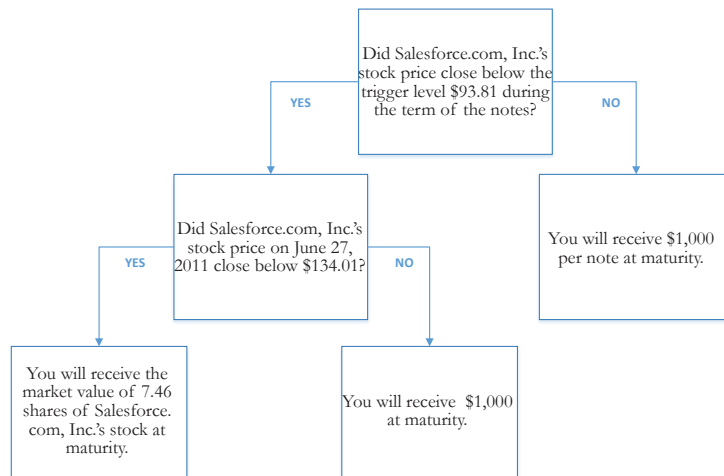 Did Salesforce.com, Inc.'s
stock price close below the
trigger level $93.81 during
the term of the notes?
YES
NO
Did Salesforce.com, Inc.'s
stock price on June 27,
2011 close below $134.01?
You will receive $1,000
per note at maturity.
YES
NO
You will receive the
market value of 7.46
shares of Salesforce.
com, Inc.'s stock at
maturity.
You will receive $1,000
at maturity.